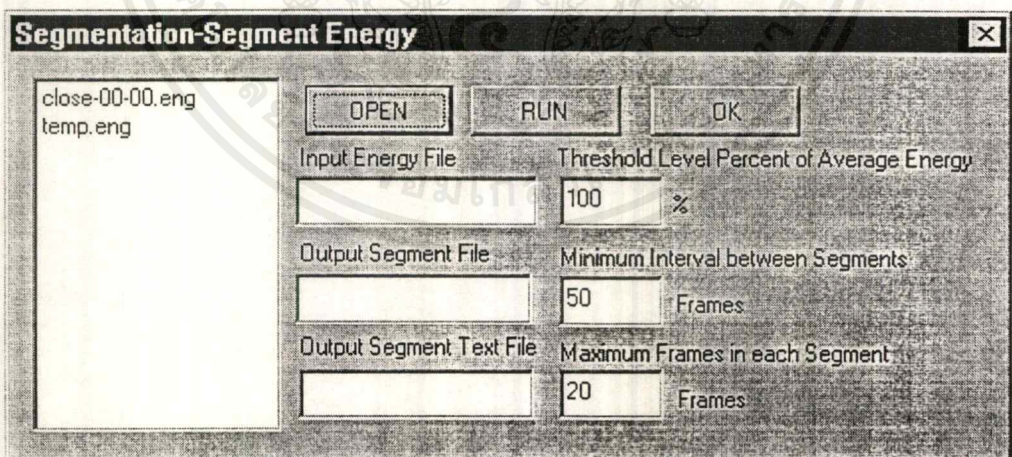 Segmentation-Segment Energy
close-00-00.eng
temp.eng
OPEN
RUN
OK
Input Energy File
Threshold Level Percent of Average Energy
100
%
Output Segment File
Minimum Interval between Segments
50
Frames
Output Segment Text File
Maximum Frames in each Segment
20
Frames